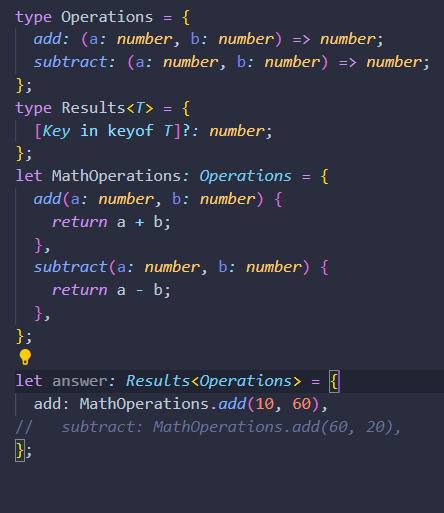 type Operations = {
  add: (a: number, b: number) => number;
  subtract: (a: number, b: number) => number;
};
type Results<T> = {
  [Key in keyof T]?: number;
};
let MathOperations: Operations = {
  add(a: number, b: number) {
    return a + b;
  },
  subtract(a: number, b: number) {
    return a - b;
  },
};
let answer: Results<Operations> = {
  add: MathOperations.add(10, 60),
//   subtract: MathOperations.add(60, 20),
};